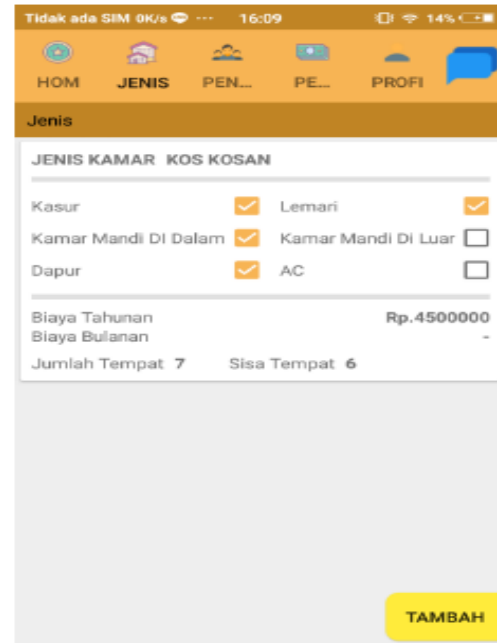 Tidak ada SIM 0K/s ··· 16:09 14%
HOM JENIS PEN... PE... PROFI
Jenis
JENIS KAMAR KOS KOSAN
Kasur Lemari
Kamar Mandi DI Dalam Kamar Mandi Di Luar
Dapur AC
Biaya Tahunan Rp.4500000
Biaya Bulanan -
Jumlah Tempat 7 Sisa Tempat 6
TAMBAH